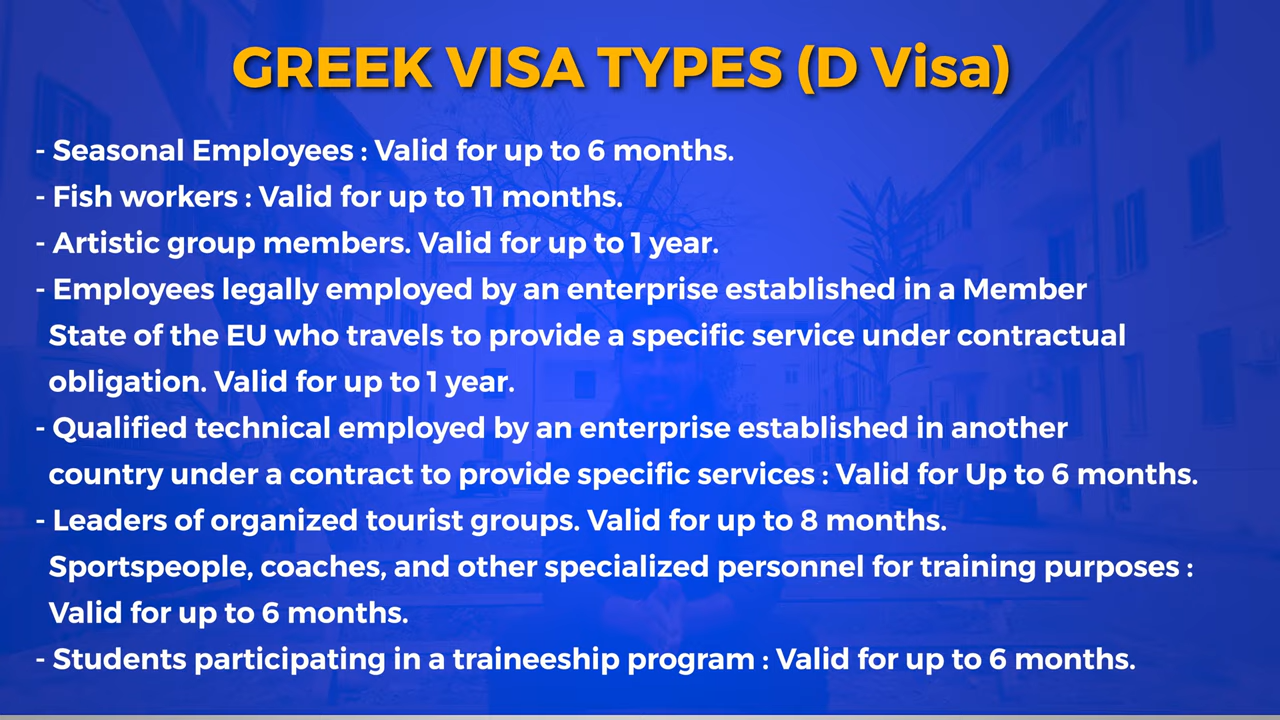 GREEK VISA TYPES (D Visa)
- Seasonal Employees : Valid for up to 6 months.
- Fish workers : Valid for up to 11 months.
- Artistic group members. Valid for up to 1 year.
- Employees legally employed by an enterprise established in a Member
State of the EU who travels to provide a specific service under contractual
obligation. Valid for up to 1 year.
- Qualified technical employed by an enterprise established in another
country under a contract to provide specific services : Valid for Up to 6 months.
- Leaders of organized tourist groups. Valid for up to 8 months.
Sportspeople, coaches, and other specialized personnel for training purposes :
Valid for up to 6 months.
- Students participating in a traineeship program : Valid for up to 6 months.